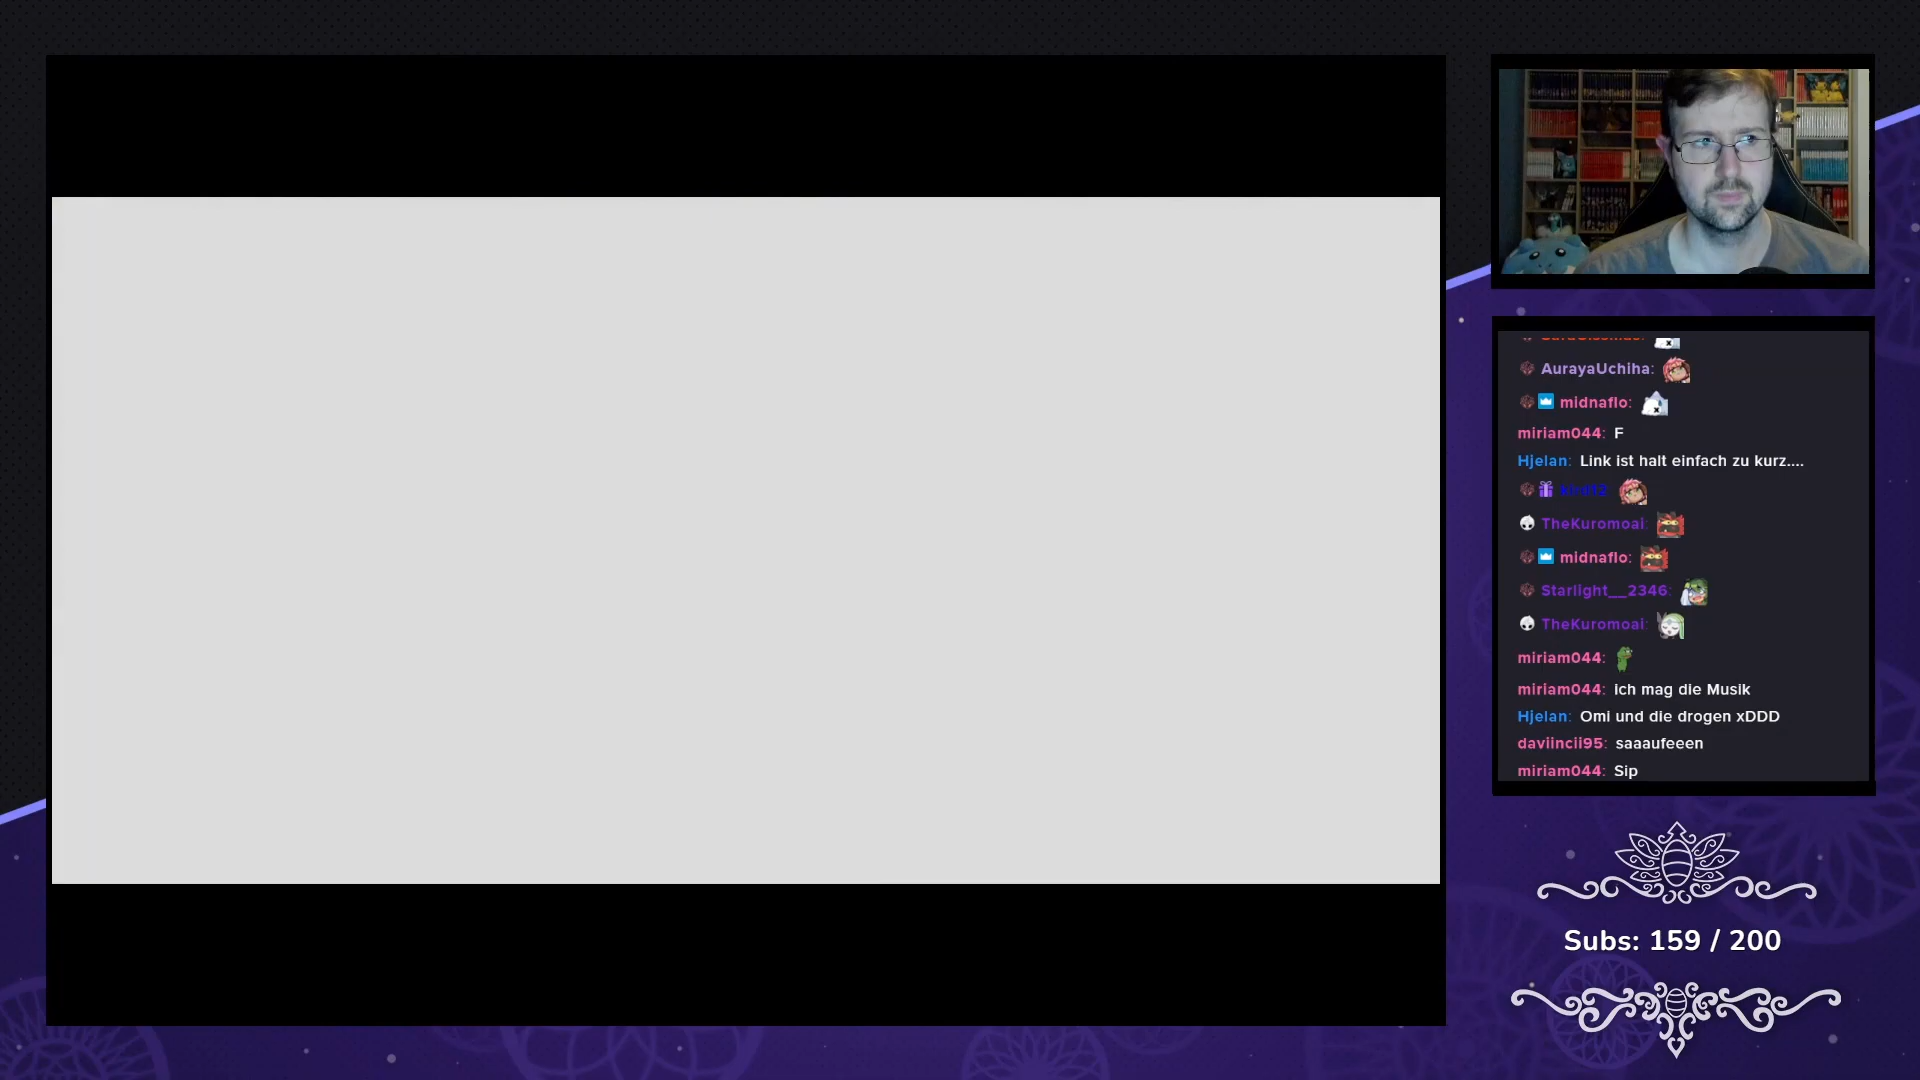 AurayaUchiha:
midnaflo:
miriam044: F
Hjelan: Link ist halt einfach zu kurz....
TheKuromoai:
midnaflo:
Starlight__2346:
TheKuromoai:
miriam044:
miriam044: ich mag die Musik
Hjelan: Omi und die drogen xDDD
daviincii95: saaaufeeen
miriam044: Sip
Subs: 159 / 200